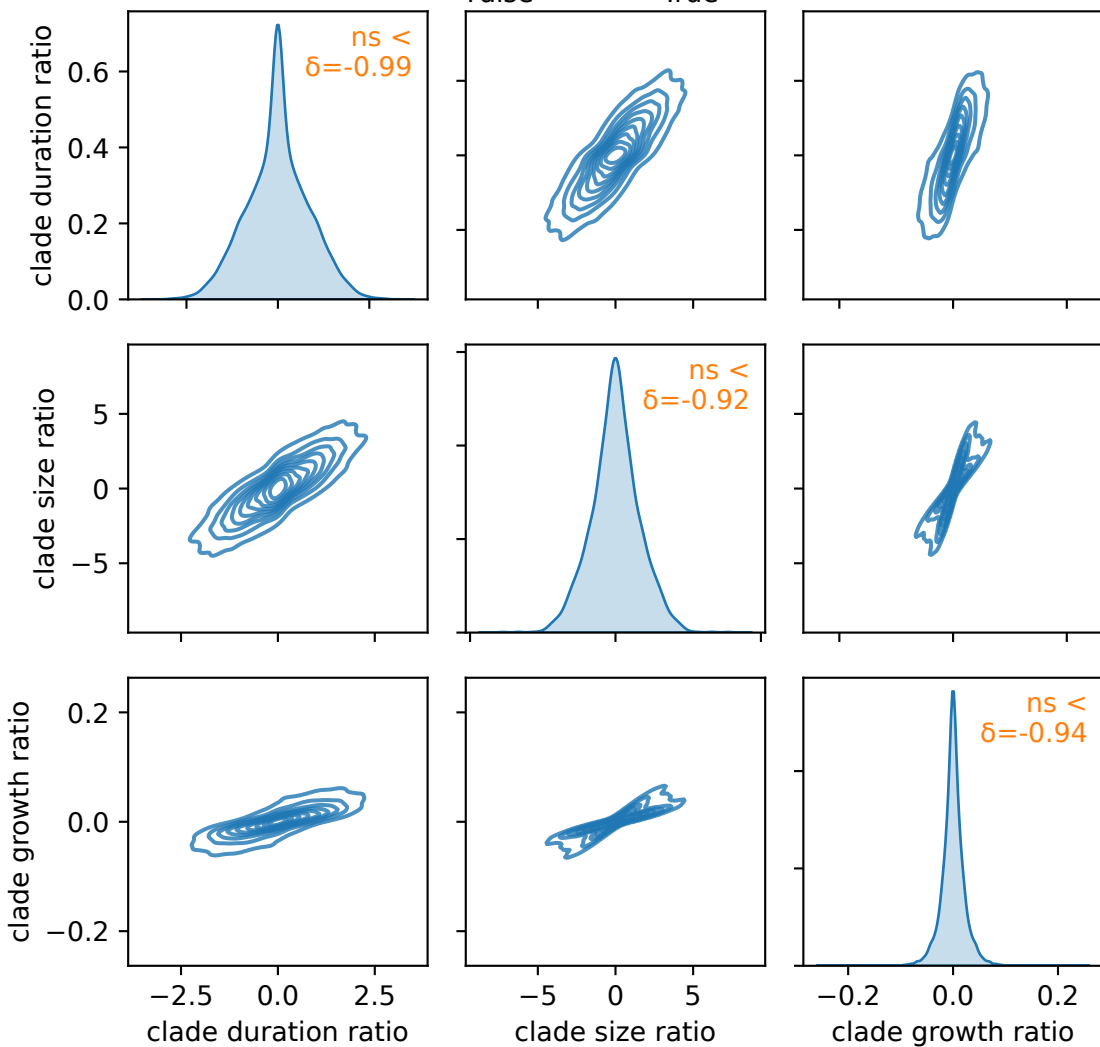 ns <
δ=-0.99
clade duration ratio
0.6
0.4
0.2
0.0
ns <
δ=-0.92
clade size ratio
5
0
−5
ns <
δ=-0.94
clade growth ratio
0.2
0.0
−0.2
−2.5 0.0 2.5
−5 0 5
−0.2 0.0 0.2
clade duration ratio
clade size ratio
clade growth ratio